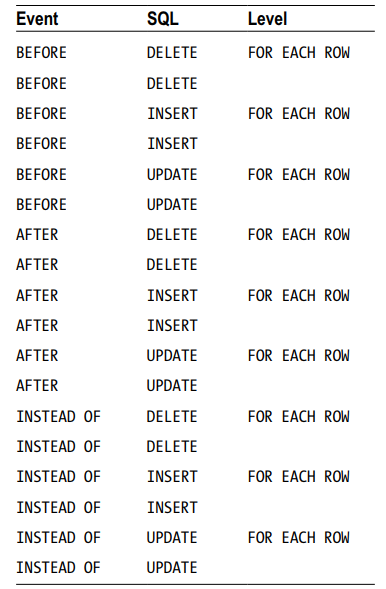 Event SQL Level
BEFORE DELETE FOR EACH ROW
BEFORE DELETE
BEFORE INSERT FOR EACH ROW
BEFORE INSERT
BEFORE UPDATE FOR EACH ROW
BEFORE UPDATE
AFTER DELETE FOR EACH ROW
AFTER DELETE
AFTER INSERT FOR EACH ROW
AFTER INSERT
AFTER UPDATE FOR EACH ROW
AFTER UPDATE
INSTEAD OF DELETE FOR EACH ROW
INSTEAD OF DELETE
INSTEAD OF INSERT FOR EACH ROW
INSTEAD OF INSERT
INSTEAD OF UPDATE FOR EACH ROW
INSTEAD OF UPDATE